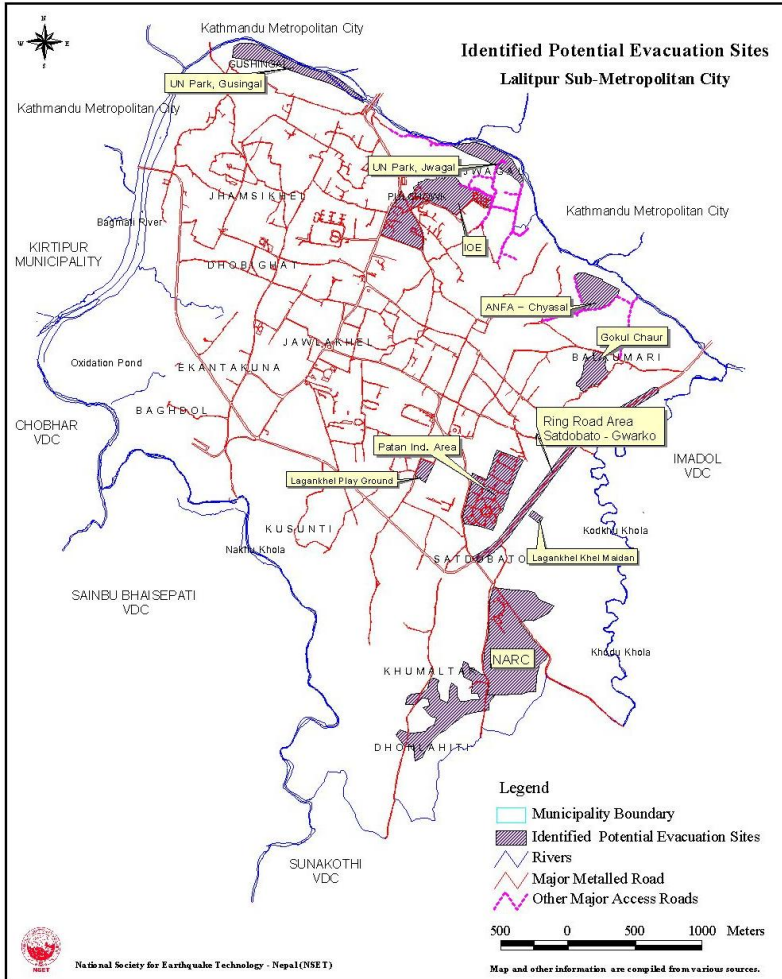 N
W
E
S
Kathmandu Metropolitan City
Identified Potential Evacuation Sites
Lalitpur Sub-Metropolitan City
GUSHINGAL
UN Park, Gusingal
Kathmandu Metropolitan City
UN Park, Jwagal
JWAGAL
JHAMSIKHEL
PULCHOWK
Kathmandu Metropolitan City
Bagmati River
KIRTIPUR
MUNICIPALITY
IOE
DHOBIGHAT
ANFA – Chyasal
JAWLAKHEL
Gokul Chaur
BALKUMARI
Oxidation Pond
EKANTAKUNA
BAGHDOL
CHOBHAR
VDC
Ring Road Area
Satdobato - Gwarko
Patan Ind. Area
IMADOL
VDC
Lagankhel Play Ground
KUSUNTI
Kodkhu Khola
Nakhu Khola
SATDOBATO
Lagankhel Khel Maidan
SAINBU BHAISEPATI
VDC
NARC
Khodu Khola
KHUMALTAR
DHONLAHITI
SUNAKOTHI
VDC
Legend
Municipality Boundary
Identified Potential Evacuation Sites
Rivers
Major Metalled Road
Other Major Access Roads
500 0 500 1000 Meters
NSET
National Society for Earthquake Technology - Nepal (NSET)
Map and other information are compiled from various sources.